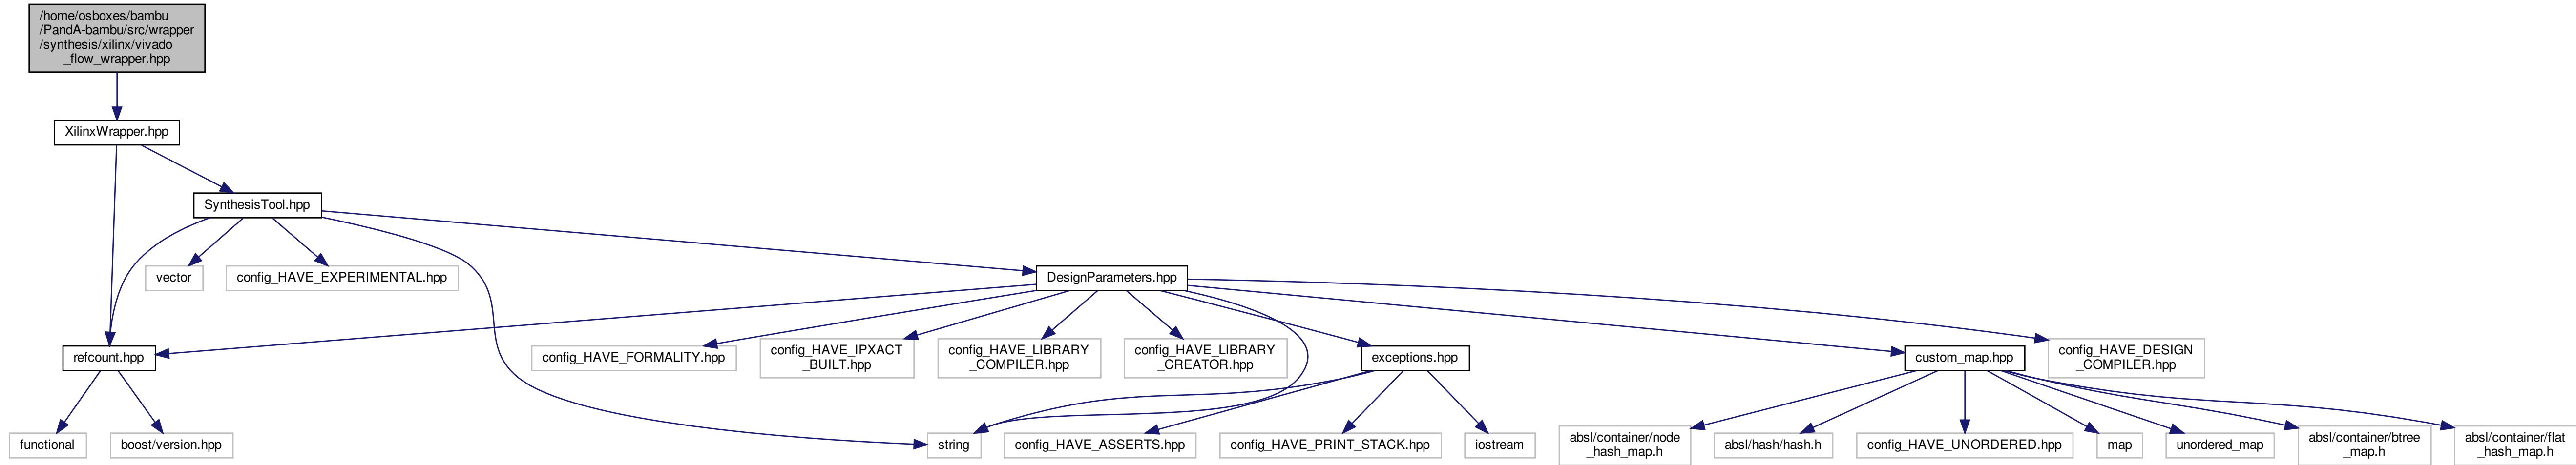 /home/osboxes/bambu
/PandA-bambu/src/wrapper
/synthesis/xilinx/vivado
_flow_wrapper.hpp
XilinxWrapper.hpp
SynthesisTool.hpp
vector
config_HAVE_EXPERIMENTAL.hpp
DesignParameters.hpp
refcount.hpp
config_HAVE_FORMALITY.hpp
config_HAVE_IPXACT
_BUILT.hpp
config_HAVE_LIBRARY
_COMPILER.hpp
config_HAVE_LIBRARY
_CREATOR.hpp
exceptions.hpp
custom_map.hpp
config_HAVE_DESIGN
_COMPILER.hpp
functional
boost/version.hpp
string
config_HAVE_ASSERTS.hpp
config_HAVE_PRINT_STACK.hpp
iostream
absl/container/node
_hash_map.h
absl/hash/hash.h
config_HAVE_UNORDERED.hpp
map
unordered_map
absl/container/btree
_map.h
absl/container/flat
_hash_map.h